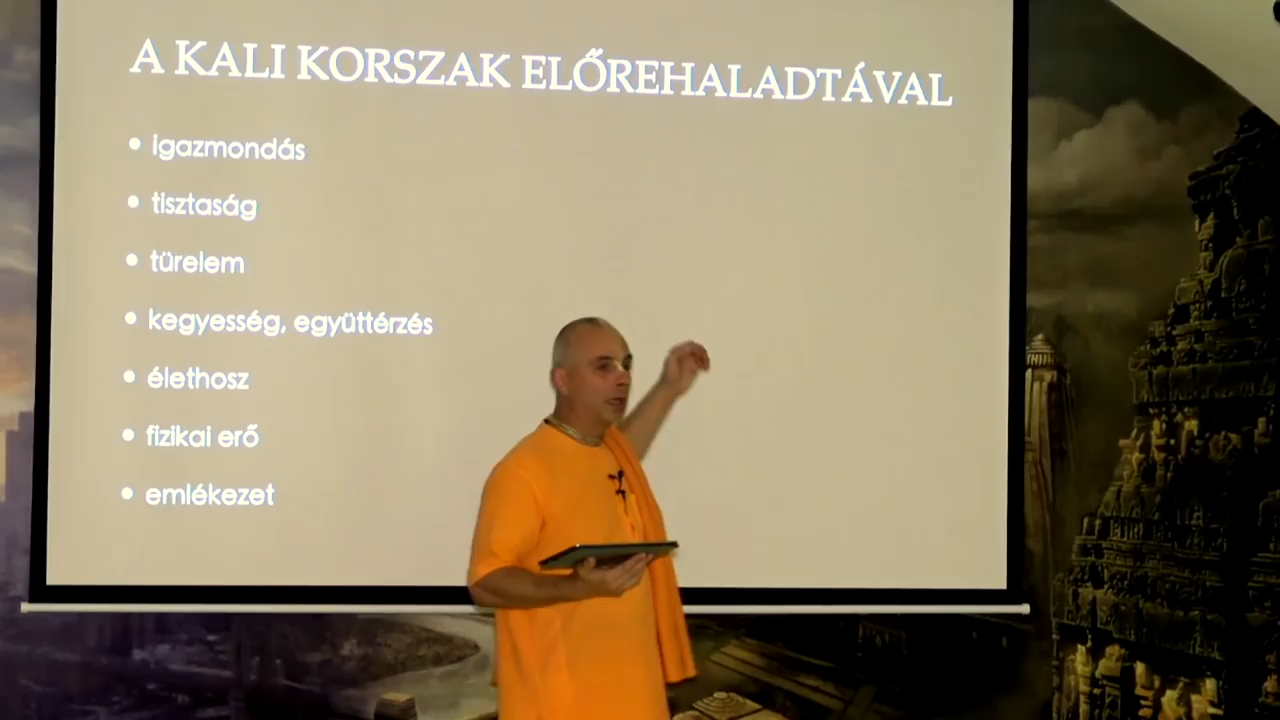 A KALI KORSZAK ELŐREHALADTÁVAL
• igazmondás
• tisztaság
• türelem
• kegyesség, együttérzés
• élethosz
• fizikai erő
• emlékezet